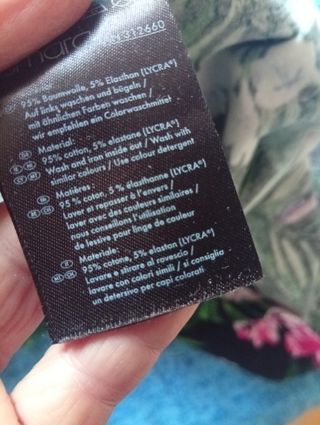 312660
95% Baumwolle, 5% Elasthan (LYCRA®)
Auf links waschen und bügeln /
mit ähnlichen Farben waschen /
wir empfehlen ein Colorwaschmittel
Material:
95% cotton, 5% elastane (LYCRA®)
Wash and iron inside out / Wash with
similar colours / Use colour detergent
Matières:
95 % coton, 5 % élasthanne (LYCRA®)
Laver et repasser à l'envers /
laver avec des couleurs similaires /
nous conseillons l'utilisation
de lessive pour linge de couleur
Materiale:
95% cotone, 5% elastan (LYCRA®)
Lavare e stirare al rovescio /
lavare con colori simili / si consiglia
un detersivo per capi colorati